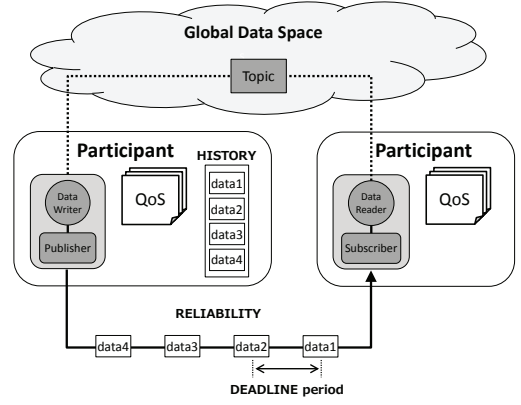 Global Data Space
Topic
Participant
HISTORY
Data
Writer
Publisher
QoS
data1
data2
data3
data4
Participant
Data
Reader
Subscriber
QoS
RELIABILITY
data4
data3
data2
data1
DEADLINE period